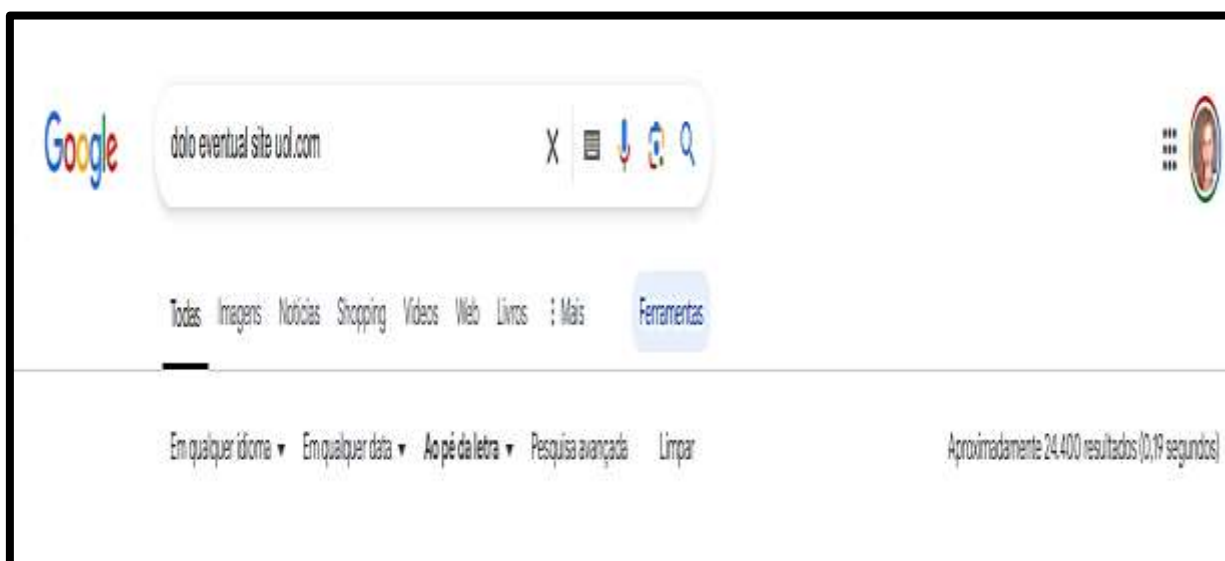 Google dolo eventual site uol.com X
Todas Imagens Notícias Shopping Vídeos Web Livros ⋮ Mais Ferramentas
Em qualquer idioma ▾ Em qualquer data ▾ Ao pé da letra ▾ Pesquisa avançada Limpar Aproximadamente 24.400 resultados (0,19 segundos)